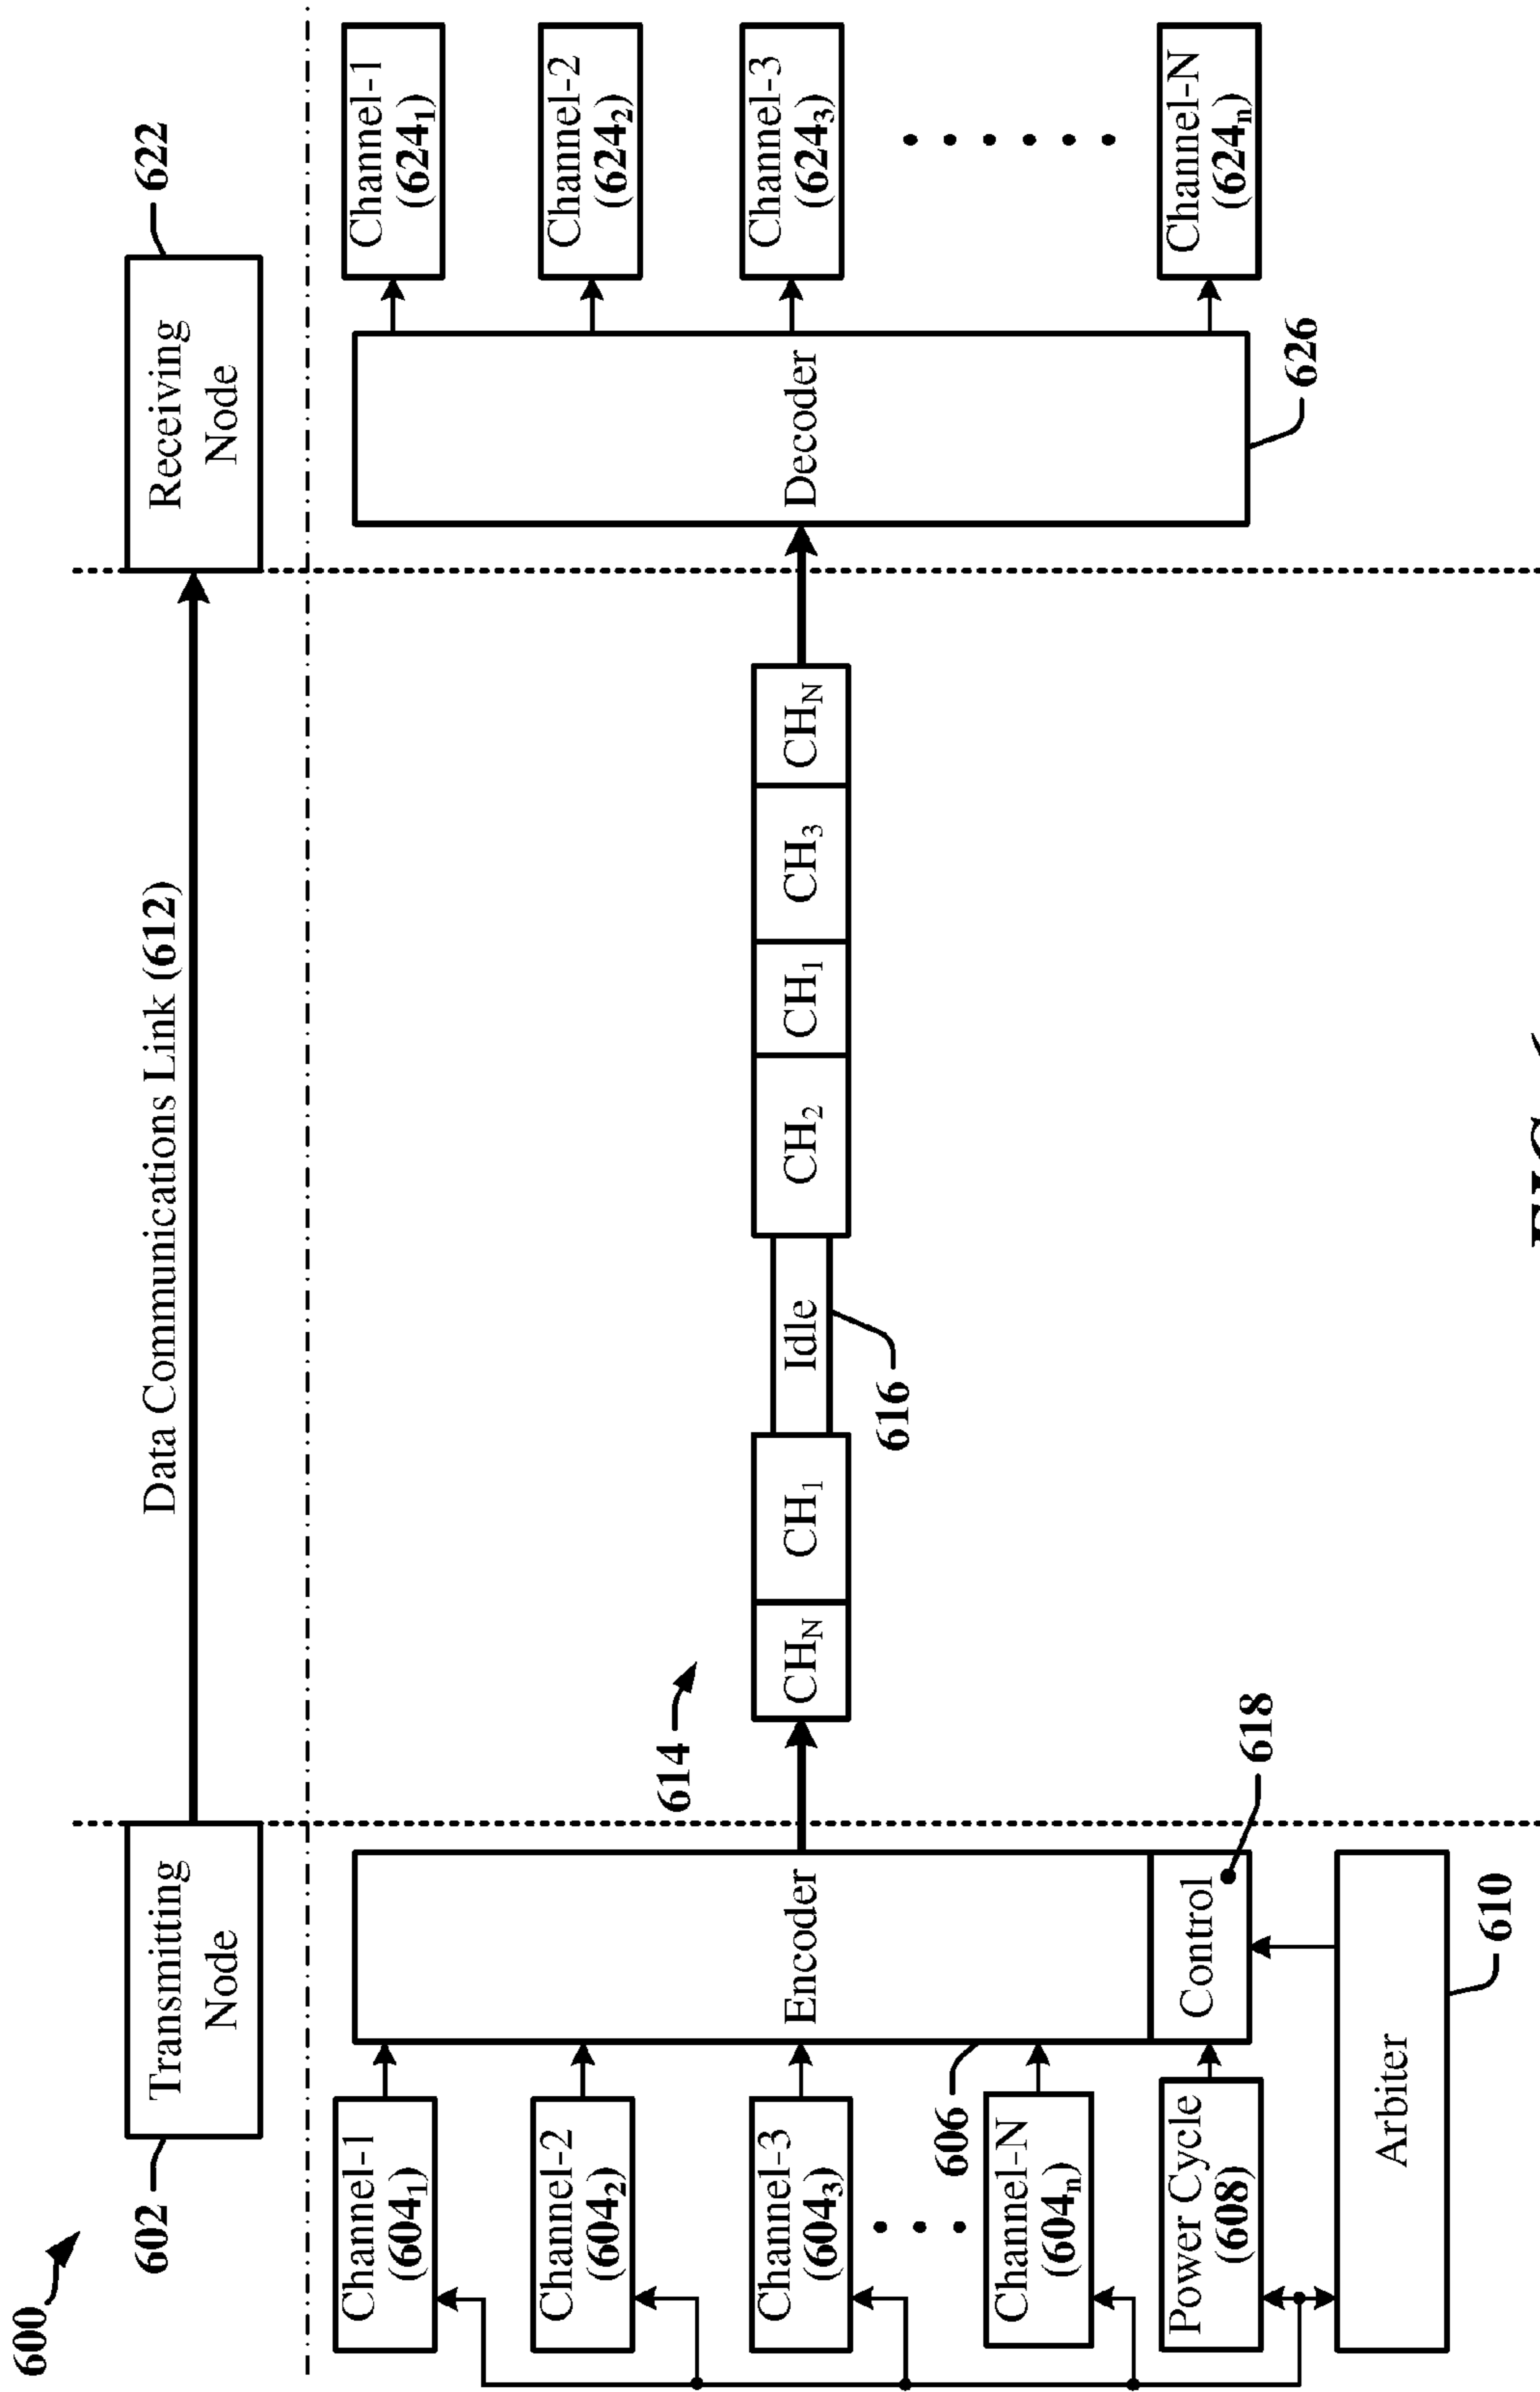 600
602
Transmitting
Node
Data Communications Link (612)
Receiving
Node
622
Channel-1
(604₁)
Channel-2
(604₂)
Channel-3
(604₃)
Channel-N
(604ₙ)
Power Cycle
(608)
606
Encoder
Control
618
Arbiter
610
614
CH_N
CH₁
Idle
616
CH₂
CH₁
CH₃
CH_N
Decoder
626
Channel-1
(624₁)
Channel-2
(624₂)
Channel-3
(624₃)
Channel-N
(624ₙ)